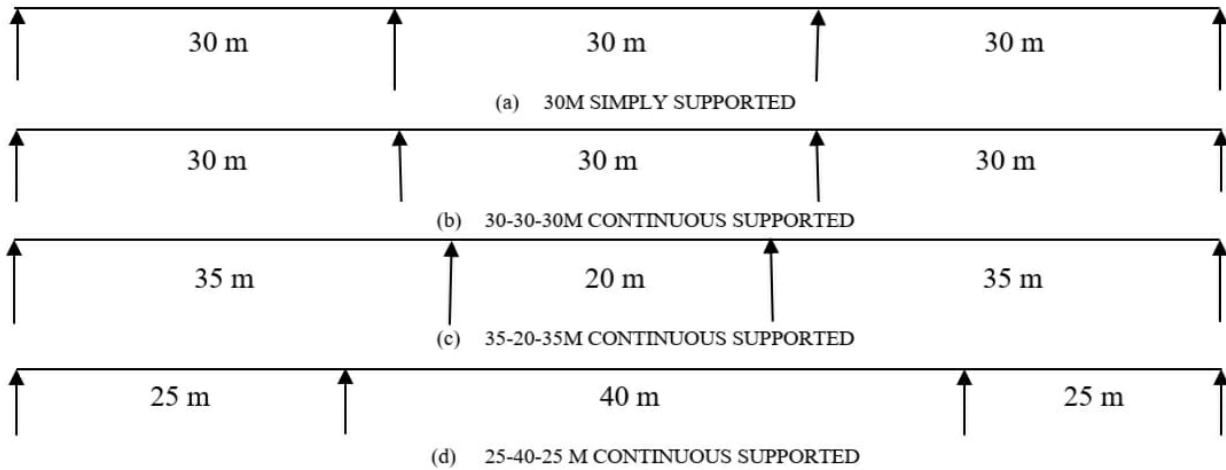 30 m 30 m 30 m
(a) 30M SIMPLY SUPPORTED
30 m 30 m 30 m
(b) 30-30-30M CONTINUOUS SUPPORTED
35 m 20 m 35 m
(c) 35-20-35M CONTINUOUS SUPPORTED
25 m 40 m 25 m
(d) 25-40-25 M CONTINUOUS SUPPORTED